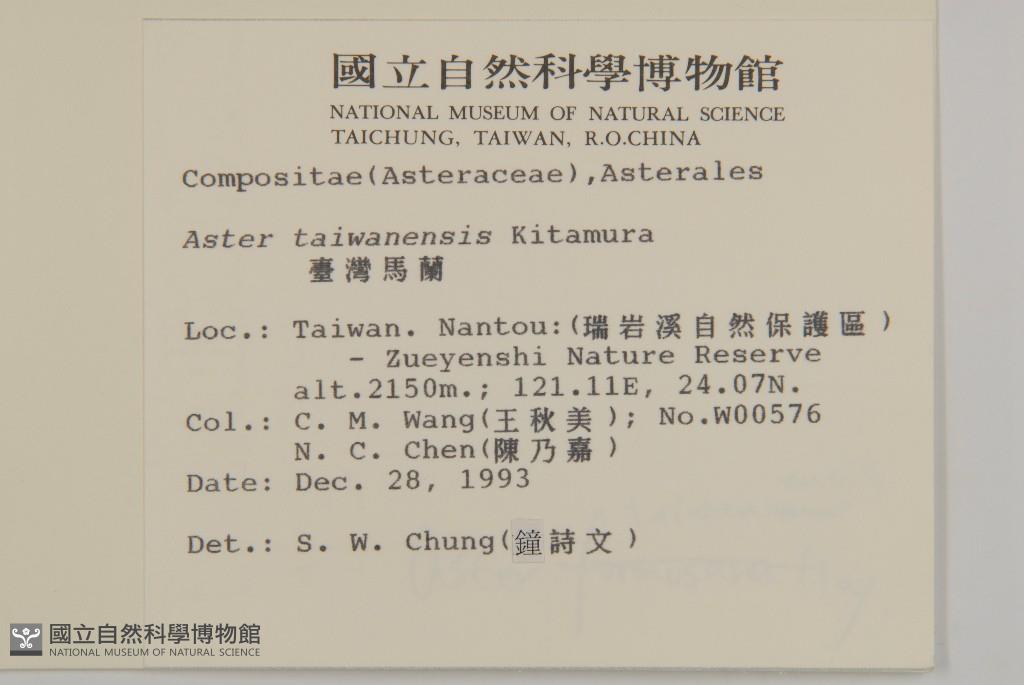 國立自然科學博物館
NATIONAL MUSEUM OF NATURAL SCIENCE
TAICHUNG, TAIWAN, R.O.CHINA
Compositae(Asteraceae),Asterales
Aster taiwanensis Kitamura
臺灣馬蘭
Loc.: Taiwan. Nantou:(瑞岩溪自然保護區)
- Zueyenshi Nature Reserve
alt.2150m.; 121.11E, 24.07N.
Col.: C. M. Wang(王秋美); No.W00576
N. C. Chen(陳乃嘉)
Date: Dec. 28, 1993
Det.: S. W. Chung(鐘詩文)
Aster
國立自然科學博物館
NATIONAL MUSEUM OF NATURAL SCIENCE